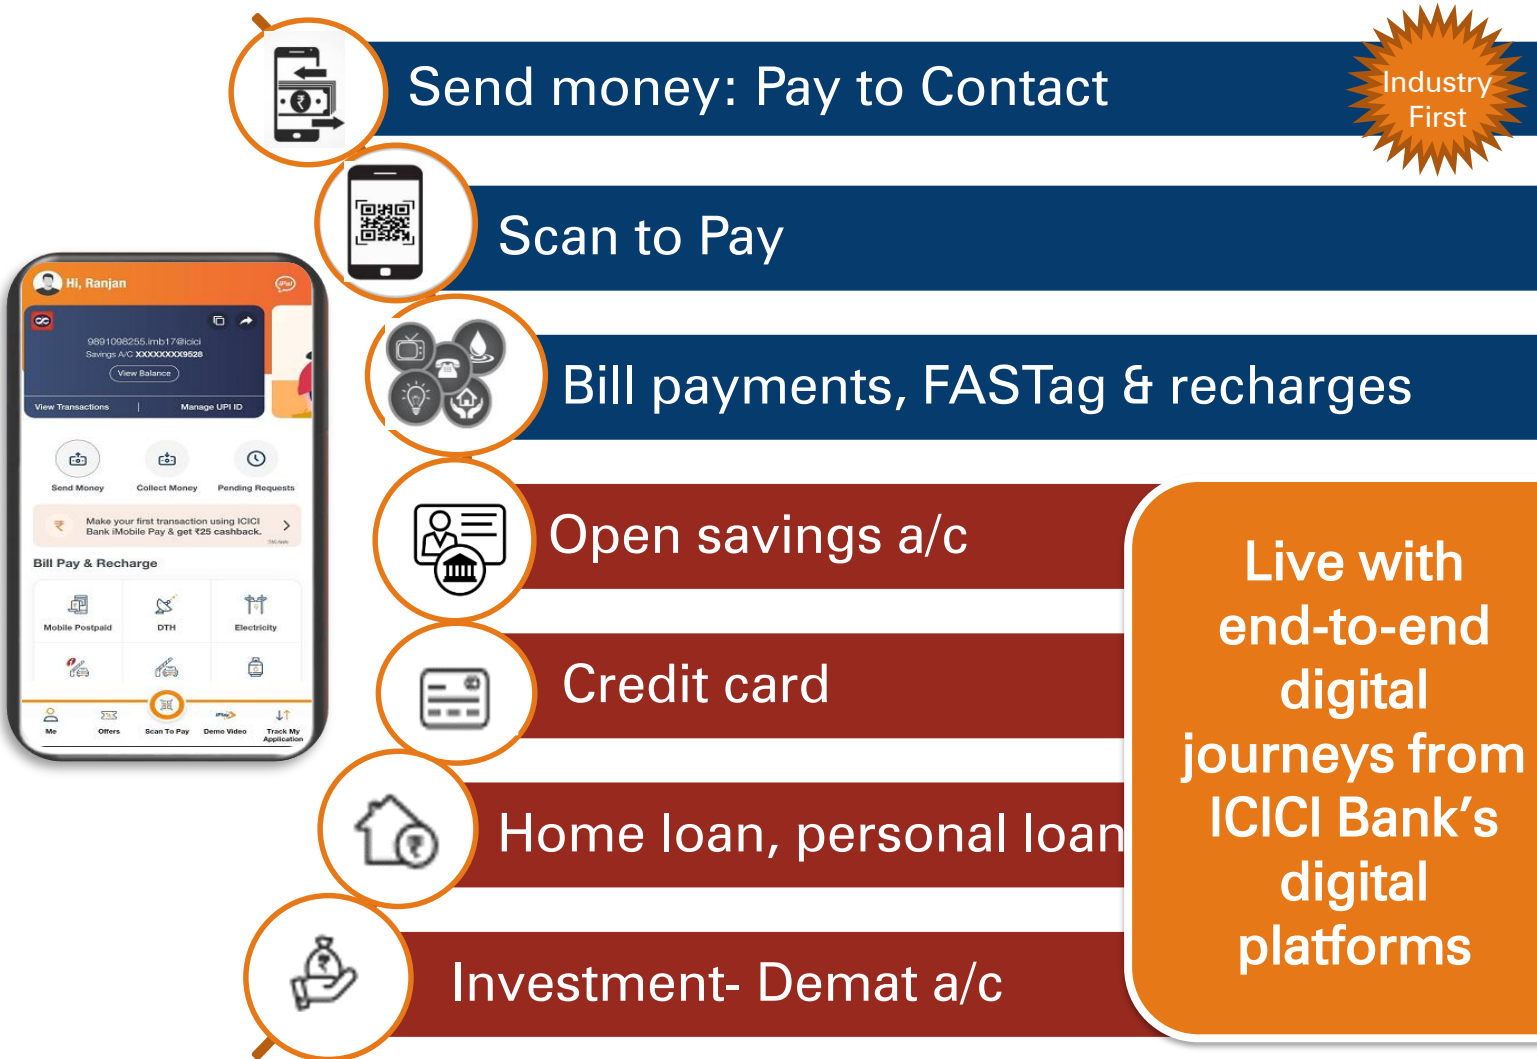 Send money: Pay to Contact
Industry
First
Scan to Pay
Bill payments, FASTag & recharges
Open savings a/c
Credit card
Home loan, personal loan
Investment- Demat a/c
Live with
end-to-end
digital
journeys from
ICICI Bank's
digital
platforms
Hi, Ranjan
iPal
9891098255.imb17@icici
Savings A/C XXXXXXXX9528
View Balance
View Transactions | Manage UPI ID
Send Money Collect Money Pending Requests
Make your first transaction using ICICI
Bank iMobile Pay & get ₹25 cashback.
Bill Pay & Recharge
Mobile Postpaid DTH Electricity
Me Offers Scan To Pay Demo Video Track My
Application